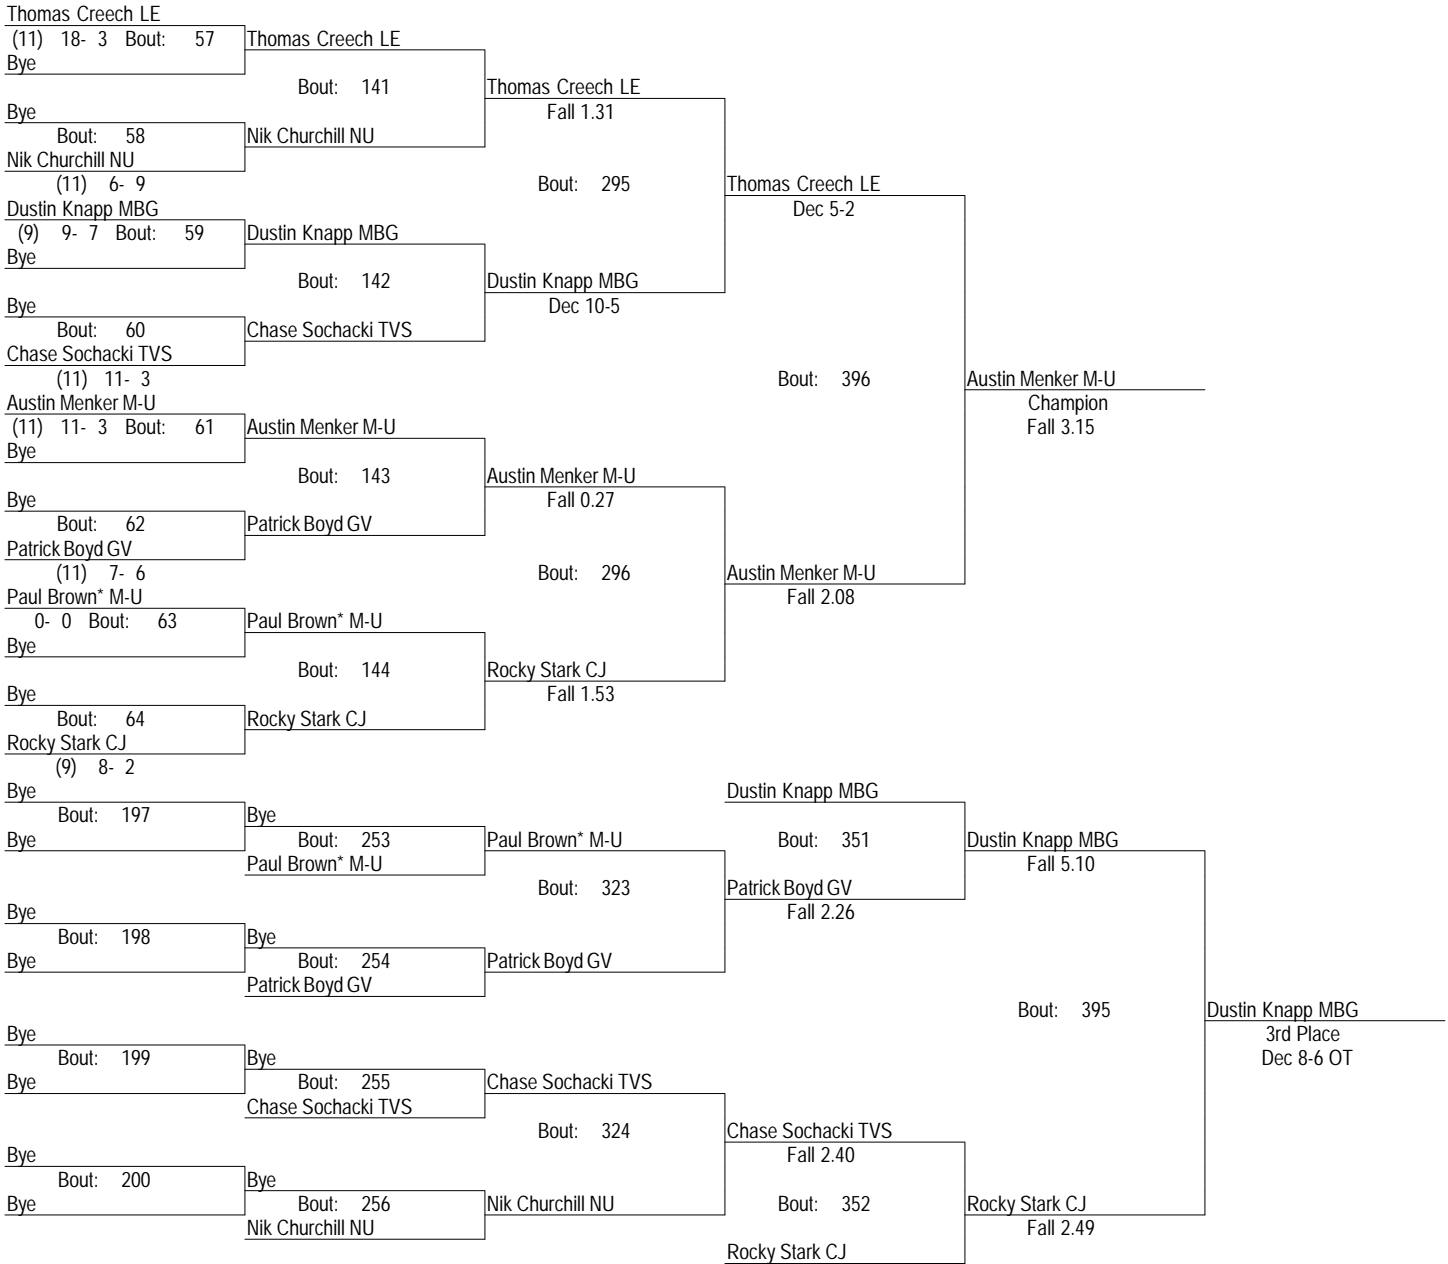 Thomas Creech LE
(11) 18- 3 Bout: 57 Thomas Creech LE
Bye
Bout: 141 Thomas Creech LE
Bye Fall 1.31
Bout: 58 Nik Churchill NU
Nik Churchill NU
(11) 6- 9 Bout: 295 Thomas Creech LE
Dustin Knapp MBG Dec 5-2
(9) 9- 7 Bout: 59 Dustin Knapp MBG
Bye
Bout: 142 Dustin Knapp MBG
Bye Dec 10-5
Bout: 60 Chase Sochacki TVS
Chase Sochacki TVS
(11) 11- 3 Bout: 396 Austin Menker M-U
Austin Menker M-U Champion
(11) 11- 3 Bout: 61 Austin Menker M-U Fall 3.15
Bye
Bout: 143 Austin Menker M-U
Bye Fall 0.27
Bout: 62 Patrick Boyd GV
Patrick Boyd GV
(11) 7- 6 Bout: 296 Austin Menker M-U
Paul Brown* M-U Fall 2.08
0- 0 Bout: 63 Paul Brown* M-U
Bye
Bout: 144 Rocky Stark CJ
Bye Fall 1.53
Bout: 64 Rocky Stark CJ
Rocky Stark CJ
(9) 8- 2
Bye Dustin Knapp MBG
Bout: 197 Bye
Bye Bout: 253 Paul Brown* M-U Bout: 351 Dustin Knapp MBG
Paul Brown* M-U Fall 5.10
Bout: 323 Patrick Boyd GV
Bye Fall 2.26
Bout: 198 Bye
Bye Bout: 254 Patrick Boyd GV
Patrick Boyd GV
Bout: 395 Dustin Knapp MBG
Bye 3rd Place
Bout: 199 Bye Dec 8-6 OT
Bye Bout: 255 Chase Sochacki TVS
Chase Sochacki TVS
Bout: 324 Chase Sochacki TVS
Bye Fall 2.40
Bout: 200 Bye
Bye Bout: 256 Nik Churchill NU Bout: 352 Rocky Stark CJ
Nik Churchill NU Fall 2.49
Rocky Stark CJ